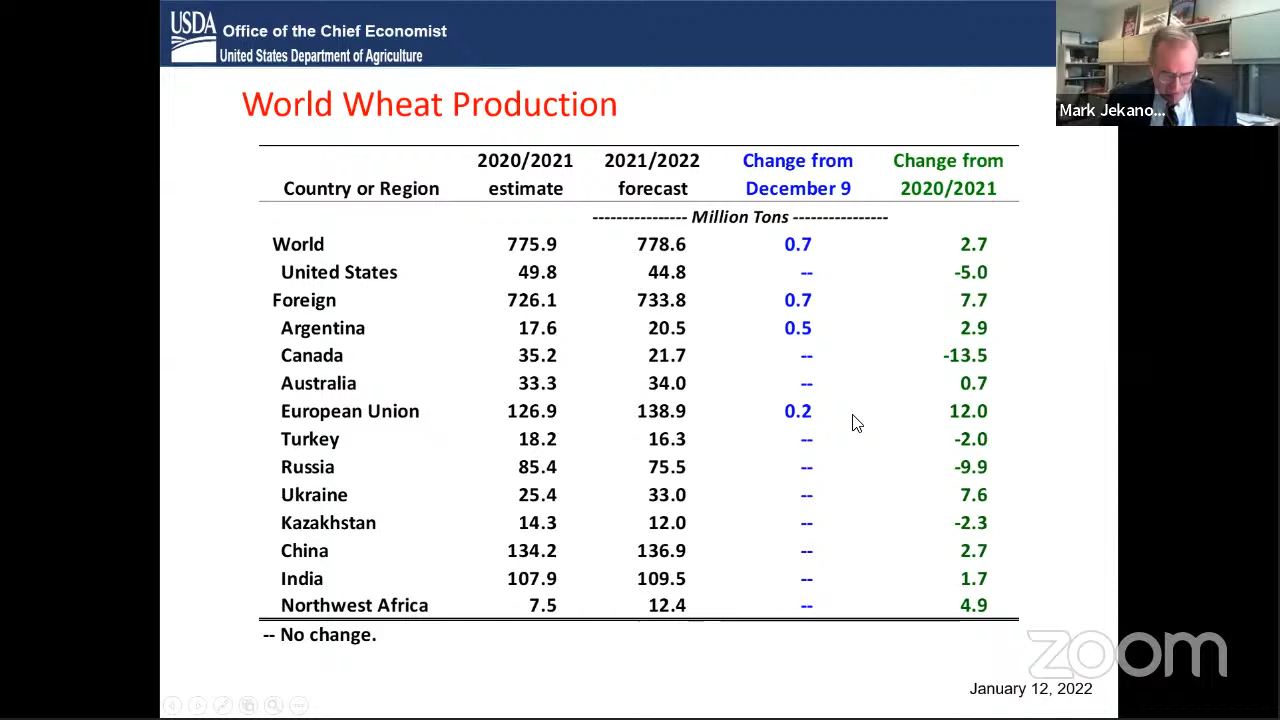 USDA Office of the Chief Economist
United States Department of Agriculture
Mark Jekano...
World Wheat Production
Country or Region 2020/2021 estimate 2021/2022 forecast Change from December 9 Change from 2020/2021
---------------- Million Tons ----------------
World 775.9 778.6 0.7 2.7
United States 49.8 44.8 -- -5.0
Foreign 726.1 733.8 0.7 7.7
Argentina 17.6 20.5 0.5 2.9
Canada 35.2 21.7 -- -13.5
Australia 33.3 34.0 -- 0.7
European Union 126.9 138.9 0.2 12.0
Turkey 18.2 16.3 -- -2.0
Russia 85.4 75.5 -- -9.9
Ukraine 25.4 33.0 -- 7.6
Kazakhstan 14.3 12.0 -- -2.3
China 134.2 136.9 -- 2.7
India 107.9 109.5 -- 1.7
Northwest Africa 7.5 12.4 -- 4.9
-- No change.
zoom
January 12, 2022